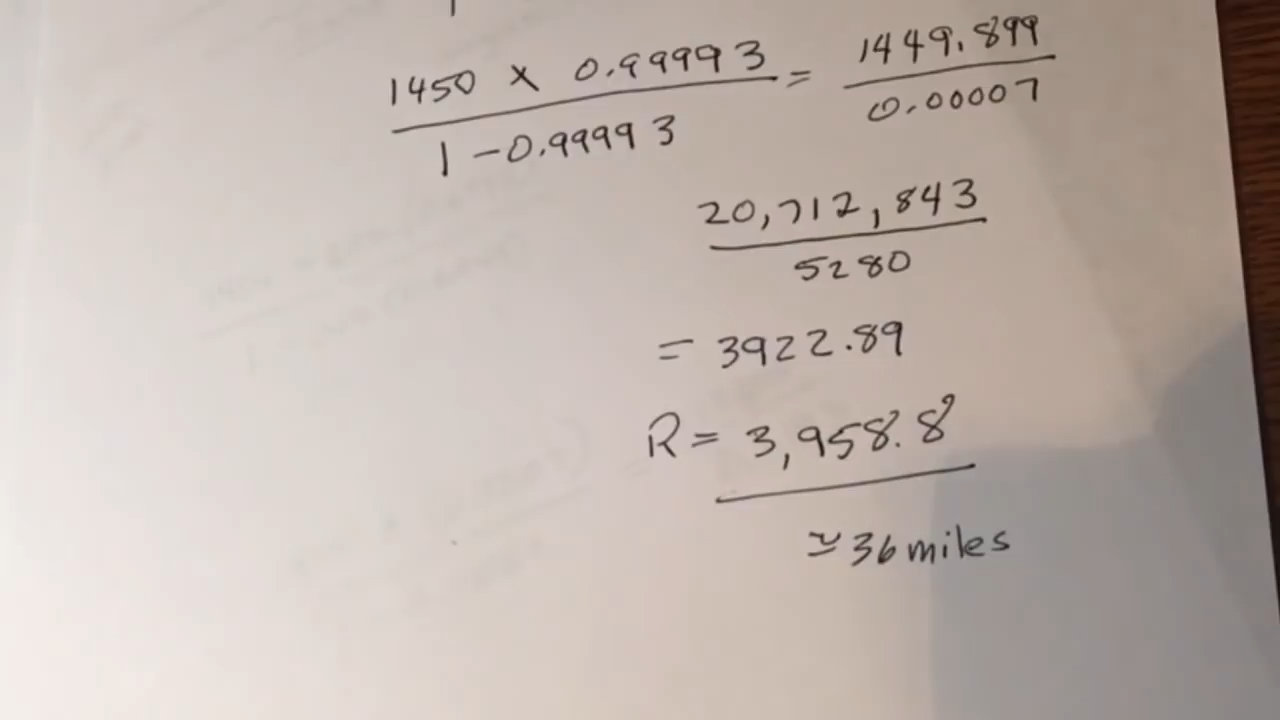 1450 × 0.99993 = 1449.899
1 − 0.99993 0.00007
20,712,843
5280
= 3922.89
R = 3,958.8
≃ 36 miles